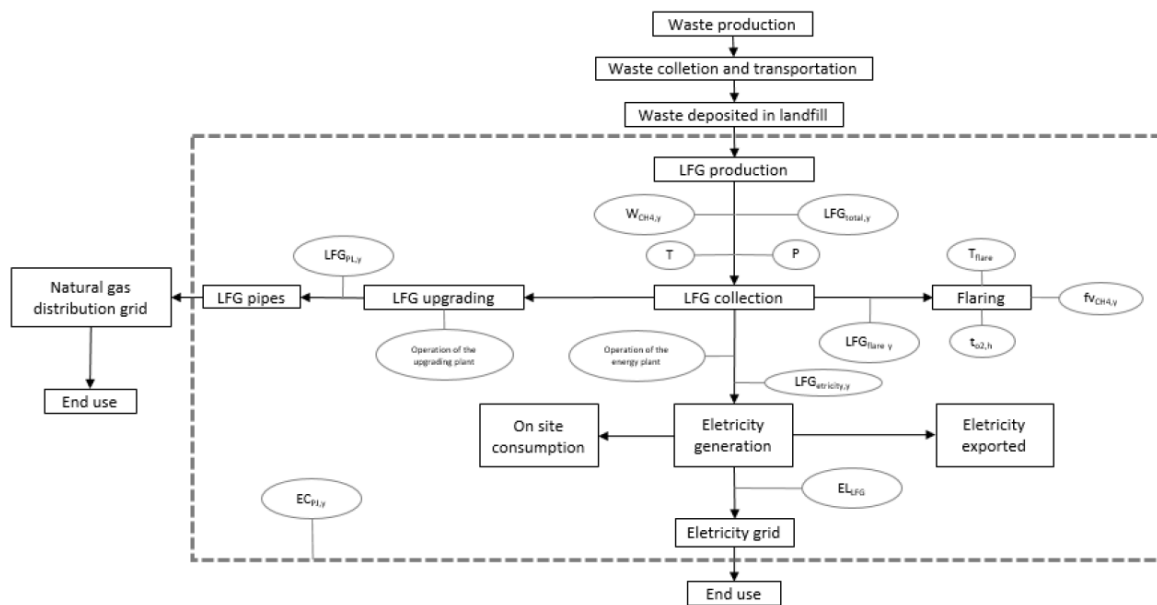 Waste production
Waste colletion and transportation
Waste deposited in landfill
LFG production
WCH4,y
LFGtotal,y
T
P
LFGPL,y
Tflare
Natural gas
distribution grid
LFG pipes
LFG upgrading
LFG collection
Flaring
fvCH4,y
Operation of the
upgrading plant
Operation of the
energy plant
LFGflare y
to2,h
LFGetricity,y
End use
On site
consumption
Eletricity
generation
Eletricity
exported
ECPJ,y
ELLFG
Eletricity grid
End use